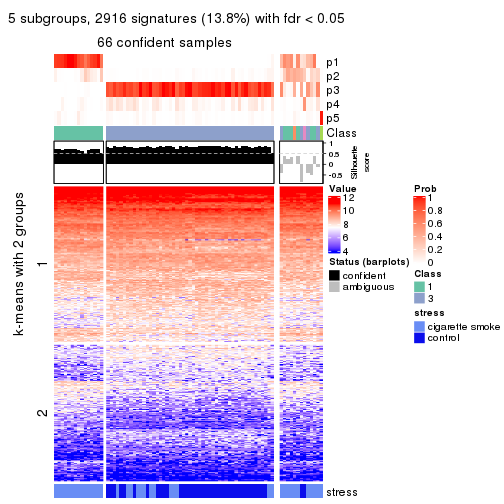 5 subgroups, 2916 signatures (13.8%) with fdr < 0.05
66 confident samples
p1
p2
p3
p4
p5
Class
1
0.5
0
-0.5
Silhouette
score
k-means with 2 groups
1
2
Value
12
10
8
6
4
Status (barplots)
confident
ambiguous
Prob
1
0.8
0.6
0.4
0.2
0
Class
1
3
stress
cigarette smoke
control
stress